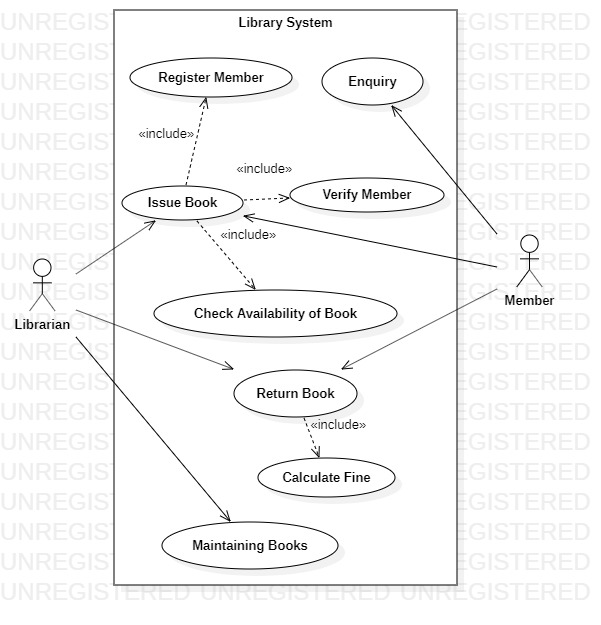 Library System
Register Member
Enquiry
«include»
«include»
Verify Member
Issue Book
«include»
Member
Librarian
Check Availability of Book
Return Book
«include»
Calculate Fine
Maintaining Books
UNREGISTERED UNREGISTERED UNREGISTERED